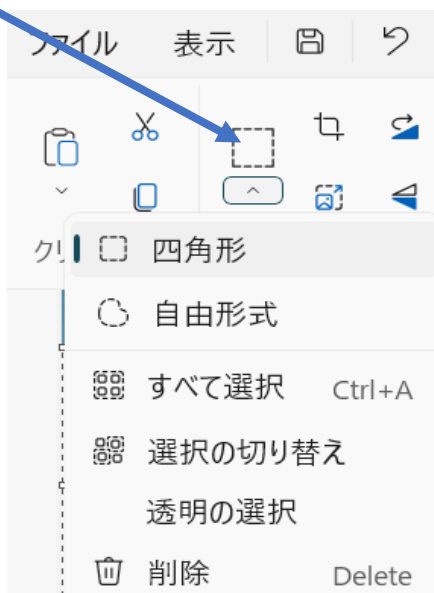 ファイル 表示
クリ
四角形
自由形式
すべて選択 Ctrl+A
選択の切り替え
透明の選択
削除 Delete